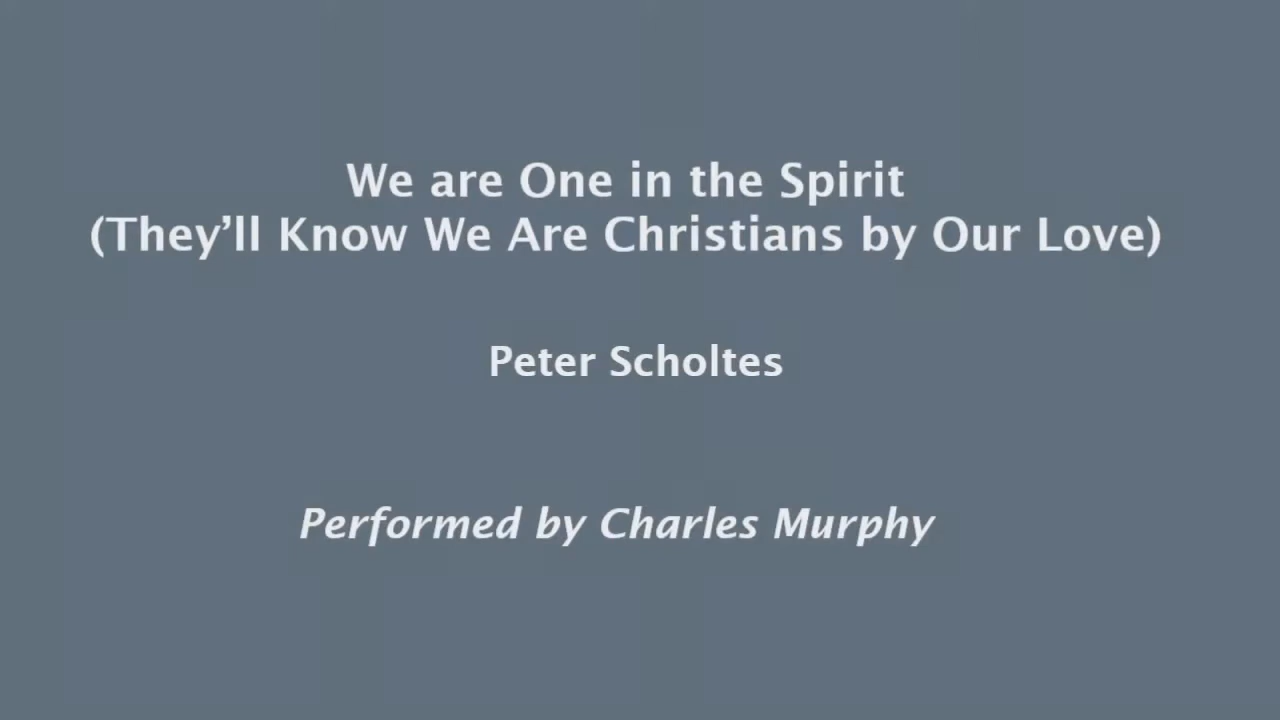 We are One in the Spirit
(They’ll Know We Are Christians by Our Love)
Peter Scholtes
Performed by Charles Murphy